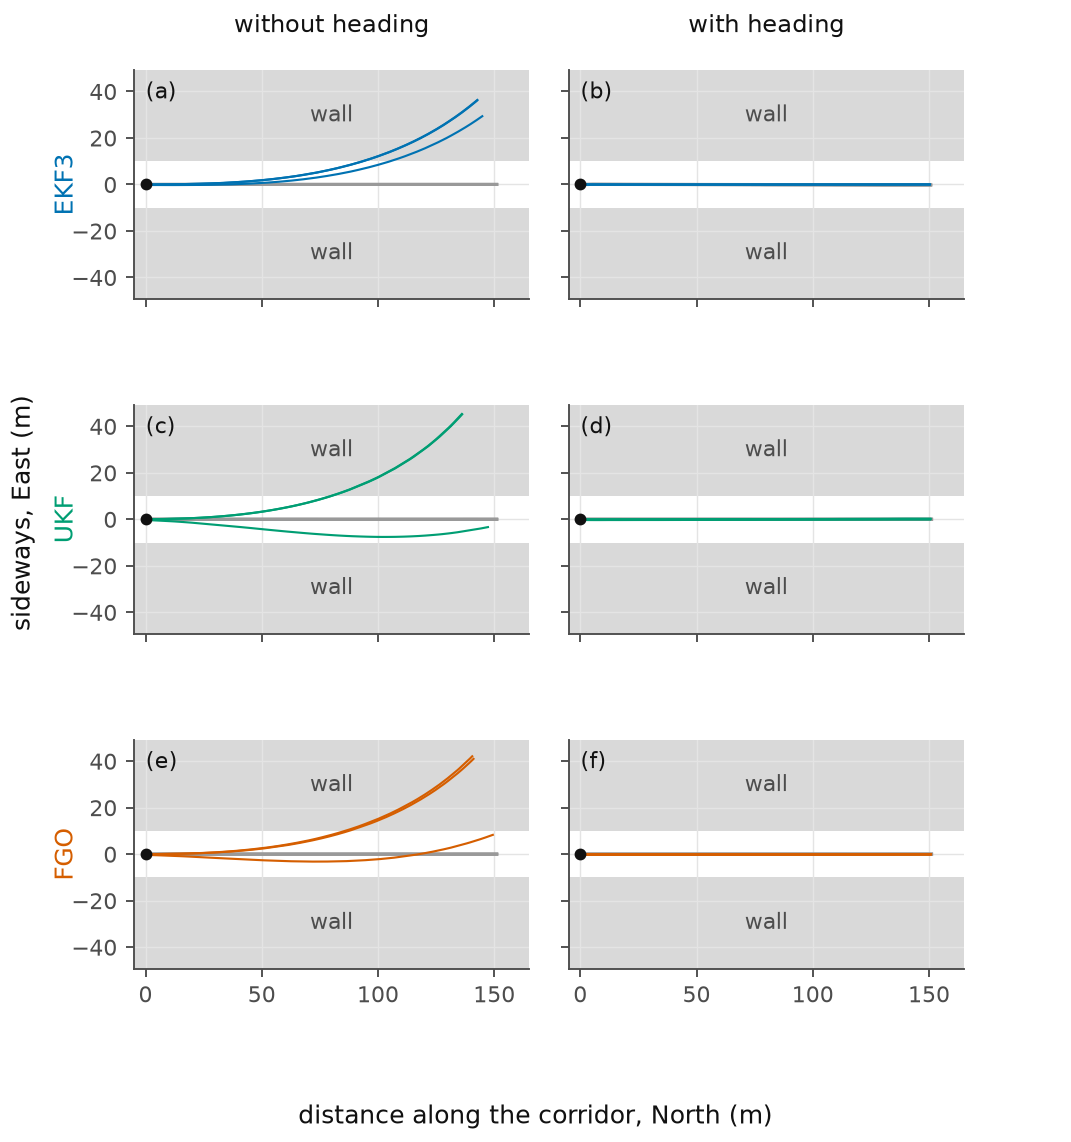 without heading
with heading
(a)
wall
wall
40
20
0
−20
−40
EKF3
(b)
wall
wall
(c)
wall
wall
40
20
0
−20
−40
UKF
sideways, East (m)
(d)
wall
wall
(e)
wall
wall
40
20
0
−20
−40
FGO
0
50
100
150
(f)
wall
wall
0
50
100
150
distance along the corridor, North (m)